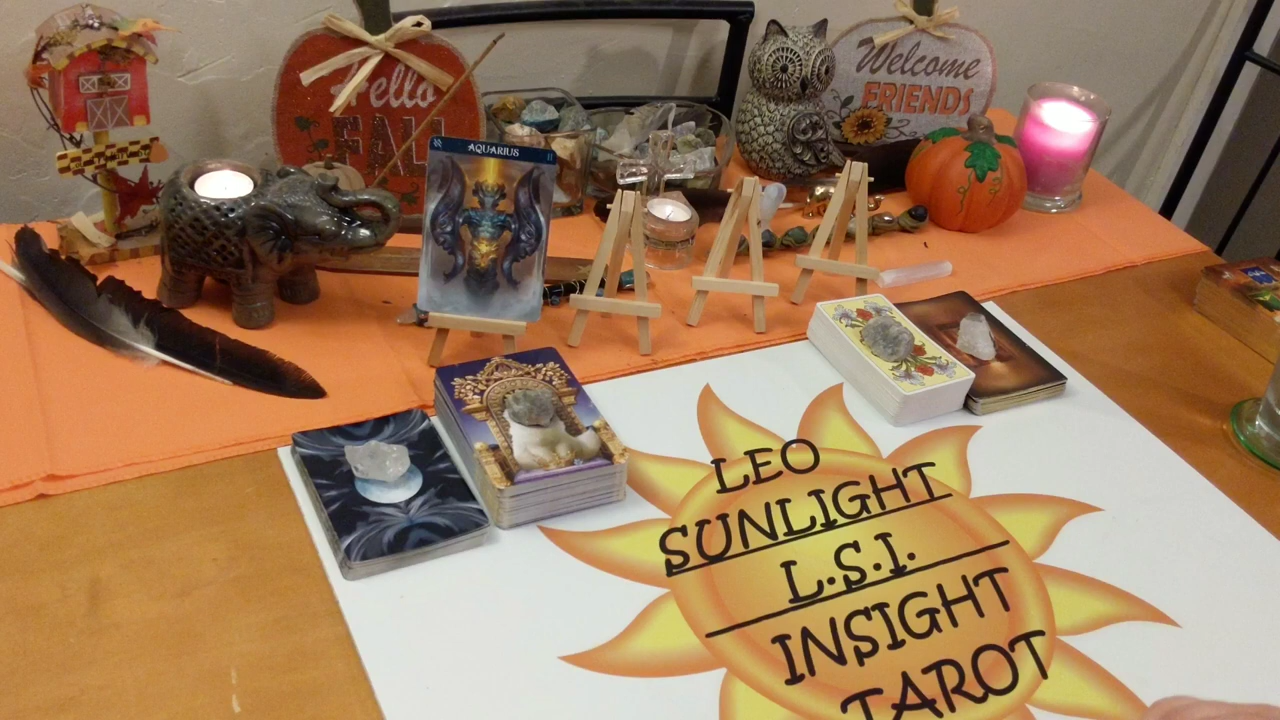 Hello
FALL
Welcome
FRIENDS
AQUARIUS
LEO
SUNLIGHT
L.S.I.
INSIGHT
TAROT